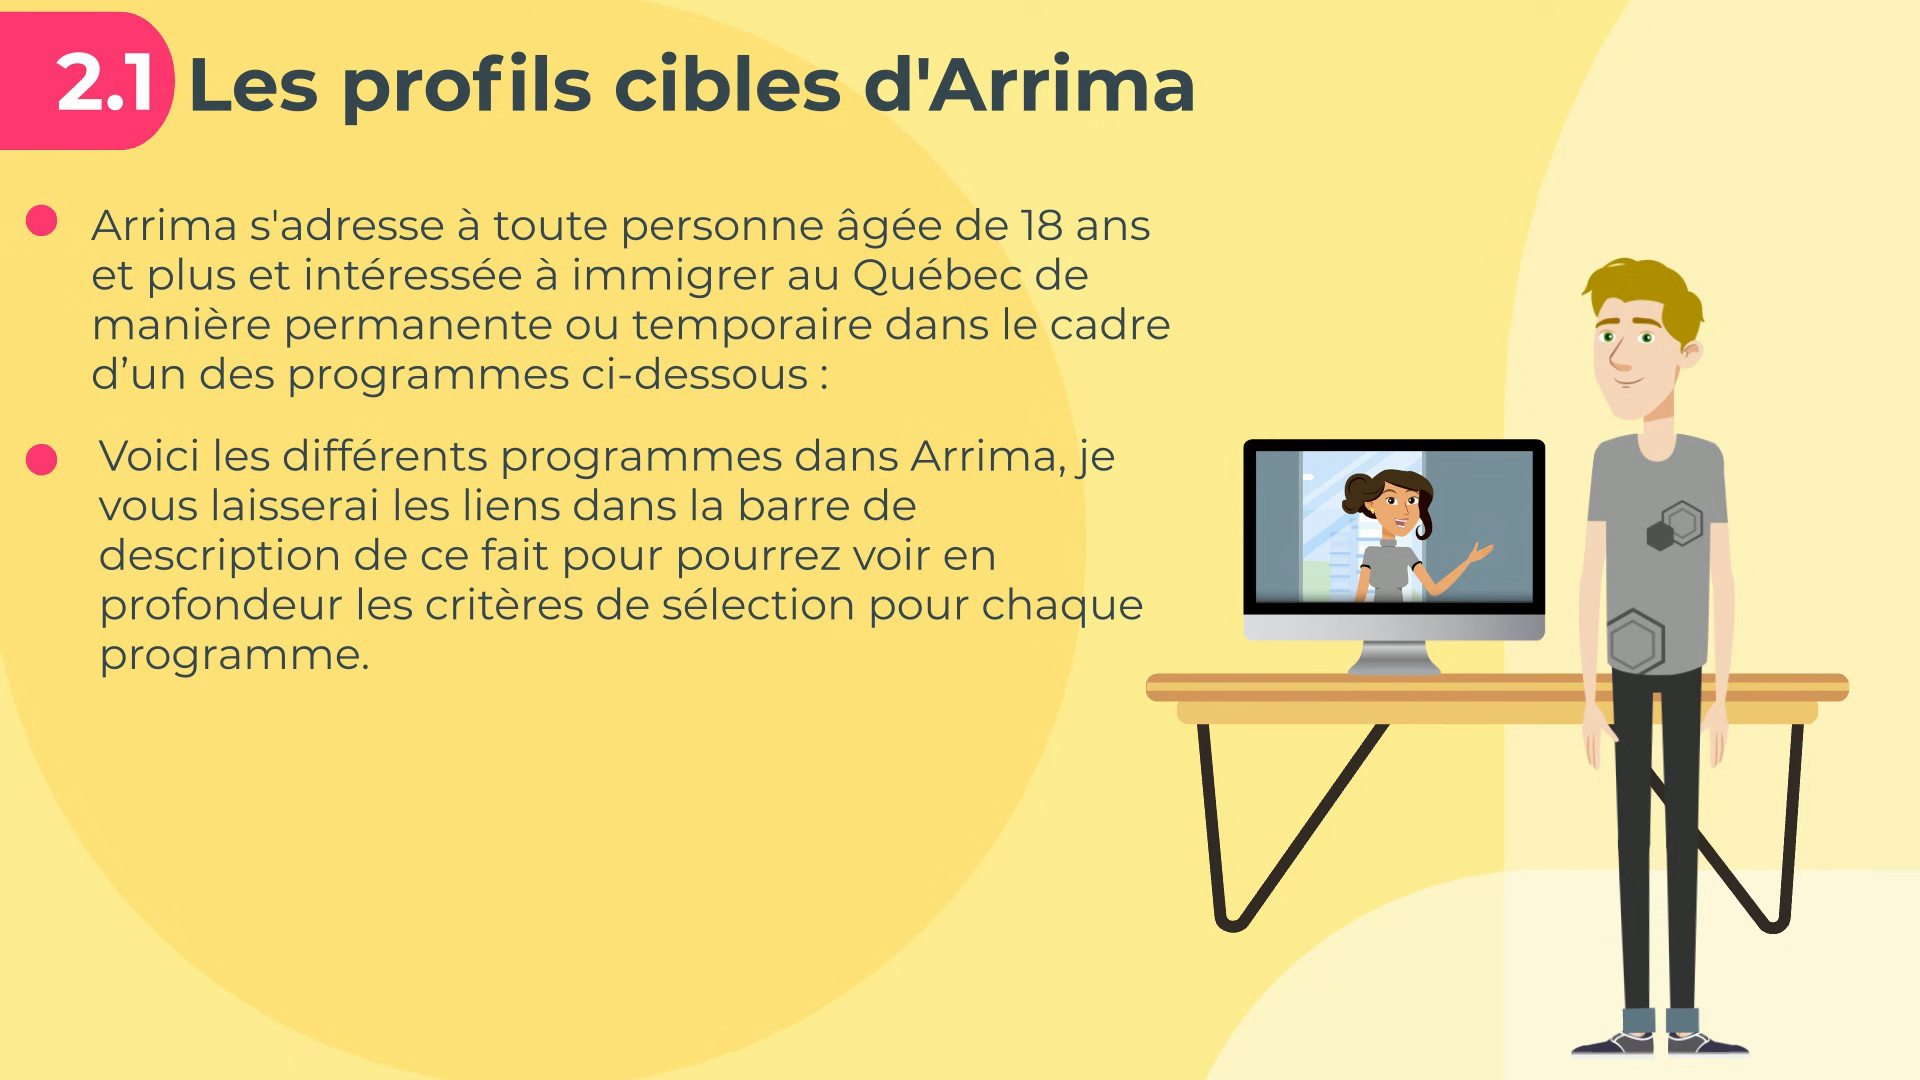 2.1 Les profils cibles d'Arrima
Arrima s'adresse à toute personne âgée de 18 ans
et plus et intéressée à immigrer au Québec de
manière permanente ou temporaire dans le cadre
d’un des programmes ci-dessous :
Voici les différents programmes dans Arrima, je
vous laisserai les liens dans la barre de
description de ce fait pour pourrez voir en
profondeur les critères de sélection pour chaque
programme.